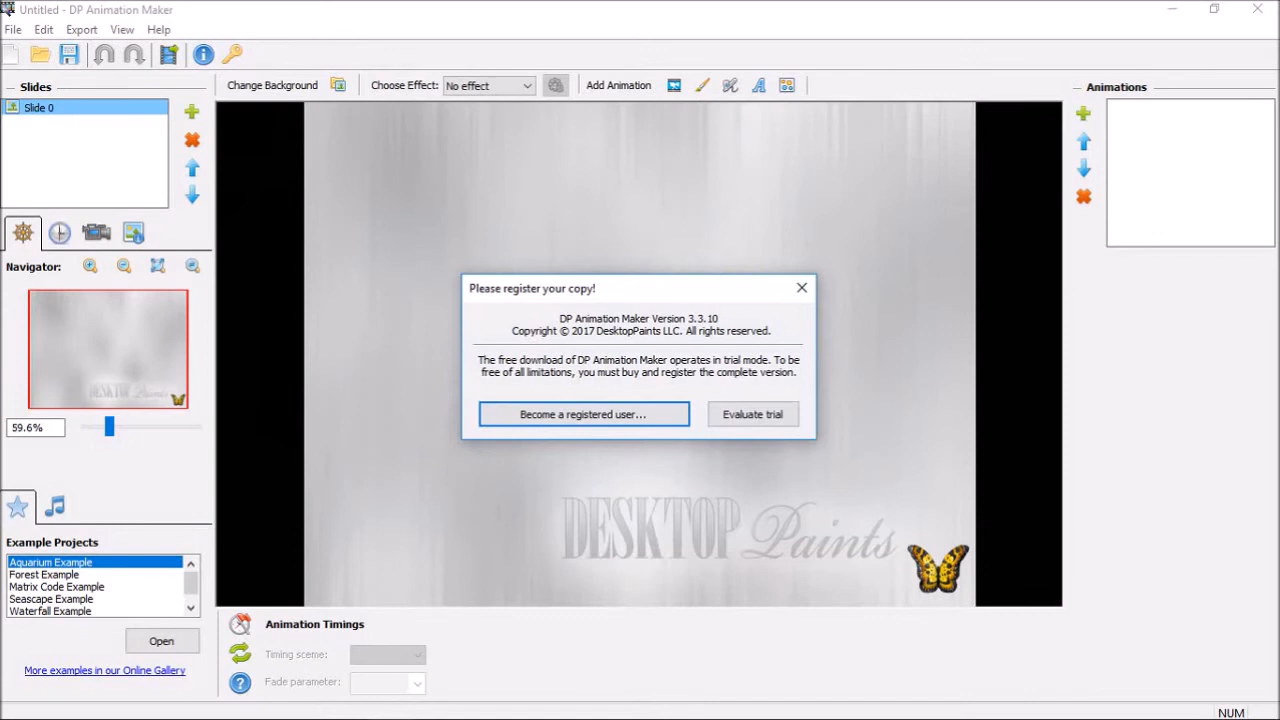 Untitled - DP Animation Maker
File Edit Export View Help
Slides
Change Background
Choose Effect: No effect
Add Animation
Animations
Slide 0
Navigator:
Please register your copy!
DP Animation Maker Version 3.3.10
Copyright © 2017 DesktopPaints LLC. All rights reserved.
The free download of DP Animation Maker operates in trial mode. To be
free of all limitations, you must buy and register the complete version.
Become a registered user...
Evaluate trial
DESKTOP Paints
59.6%
DESKTOP Paints
Example Projects
Aquarium Example
Forest Example
Matrix Code Example
Seascape Example
Waterfall Example
Open
More examples in our Online Gallery
Animation Timings
Timing sceme:
Fade parameter:
NUM